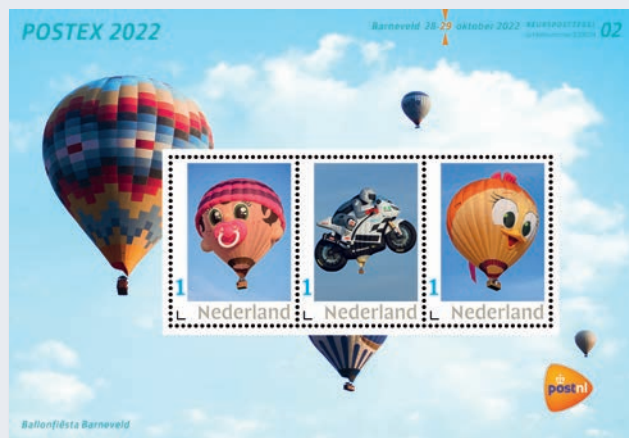 POSTEX 2022
Barneveld 28-29 oktober 2022
02
1
Nederland
1
Nederland
1
Nederland
postnl
Ballonfiësta Barneveld